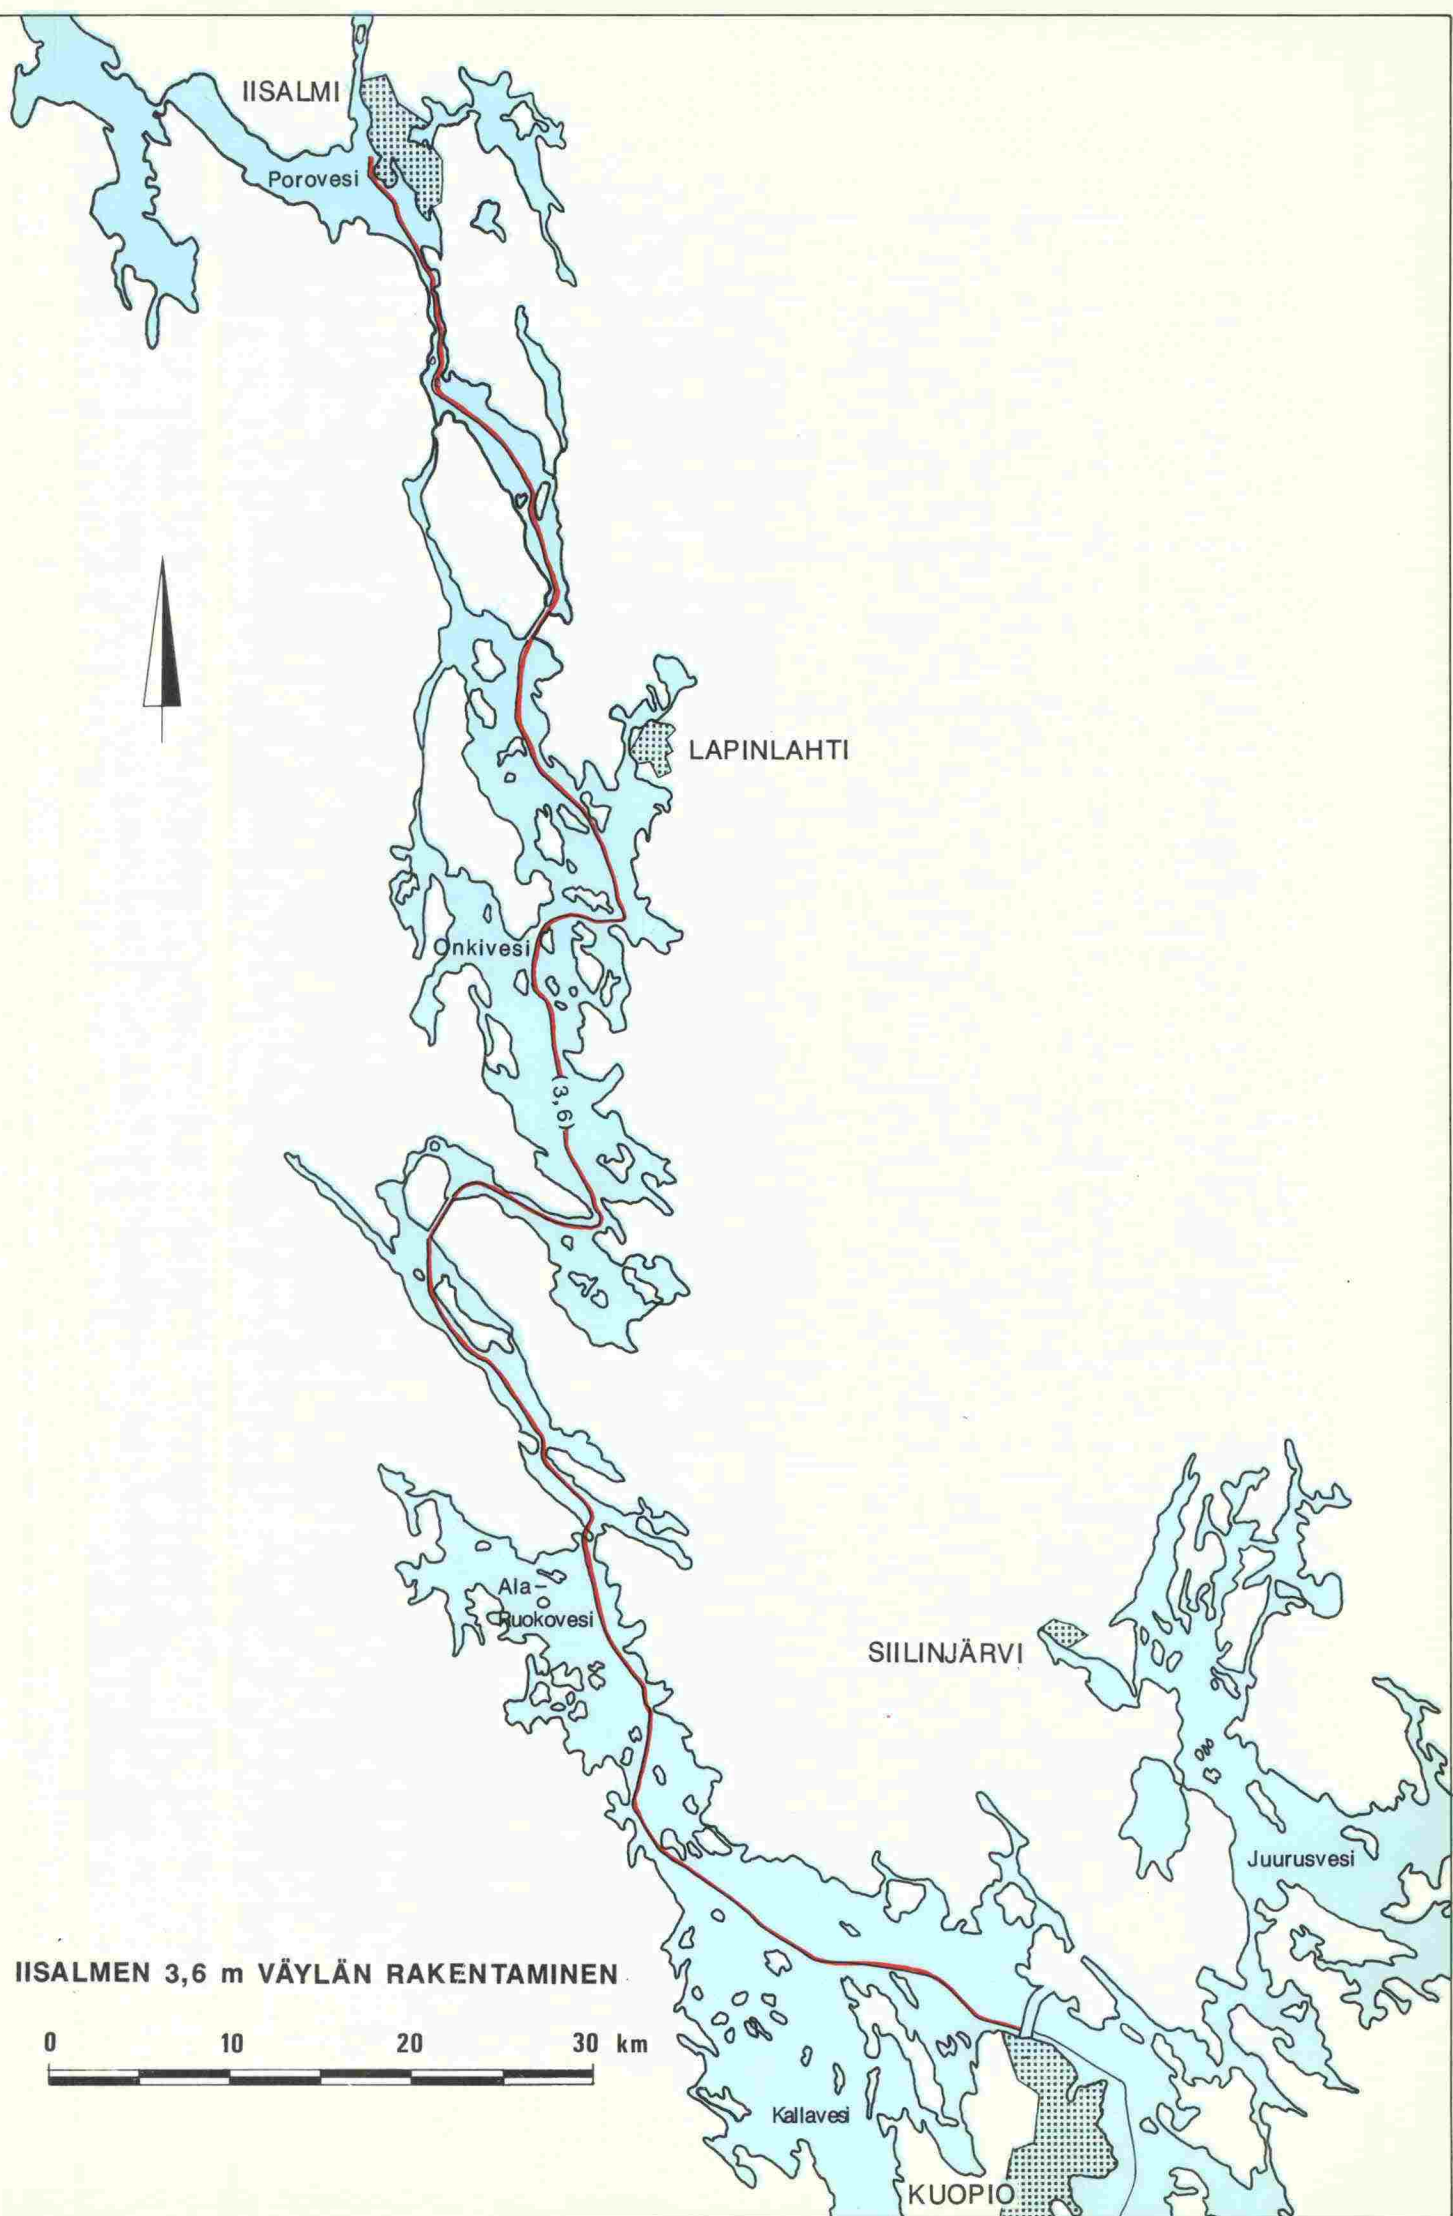 IISALMI
Porovesi
LAPINLAHTI
Onkivesi
(3,6)
Ala-
Ruokovesi
SIILINJÄRVI
Juurusvesi
IISALMEN 3,6 m VÄYLÄN RAKENTAMINEN
0 10 20 30 km
Kallavesi
KUOPIO